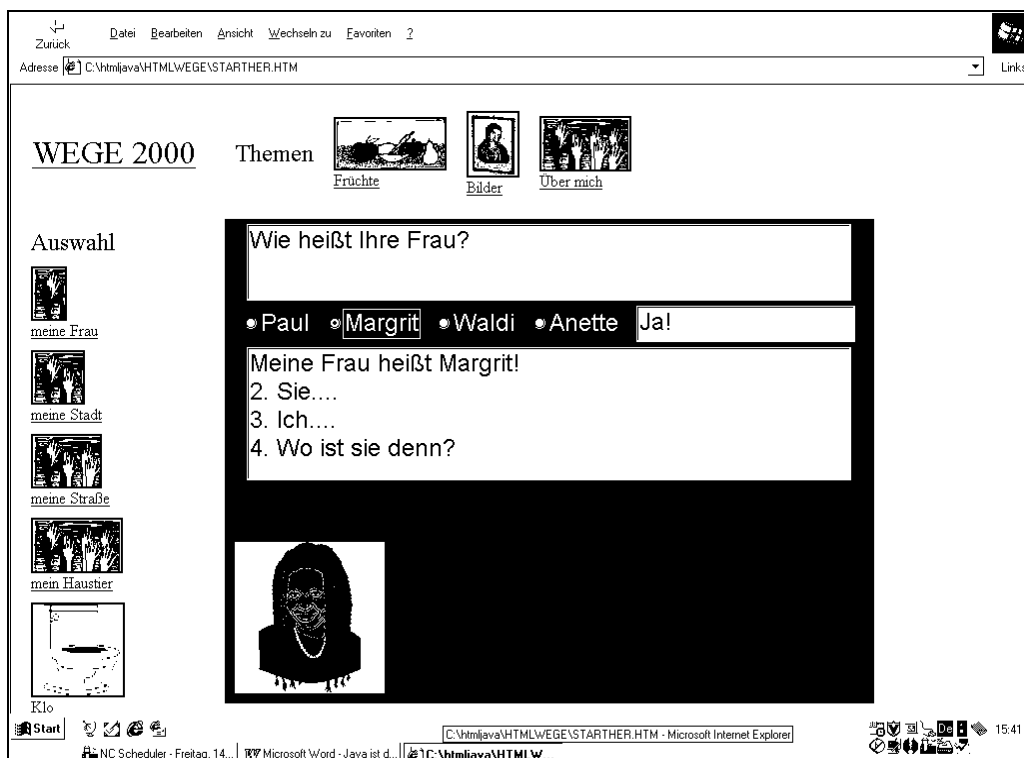 Zurück
Datei Bearbeiten Ansicht Wechseln zu Favoriten ?
Adresse C:\htmljava\HTMLWEGE\STARTHER.HTM Links
WEGE 2000 Themen
Früchte
Bilder
Über mich
Auswahl
meine Frau
meine Stadt
meine Straße
mein Haustier
Klo
Wie heißt Ihre Frau?
Paul Margrit Waldi Anette Ja!
Meine Frau heißt Margrit!
2. Sie....
3. Ich....
4. Wo ist sie denn?
Start
C:\htmljava\HTMLWEGE\STARTHER.HTM - Microsoft Internet Explorer
De
15:41
NC Scheduler - Freitag, 14... Microsoft Word - Java ist d... C:\htmljava\HTMLW...